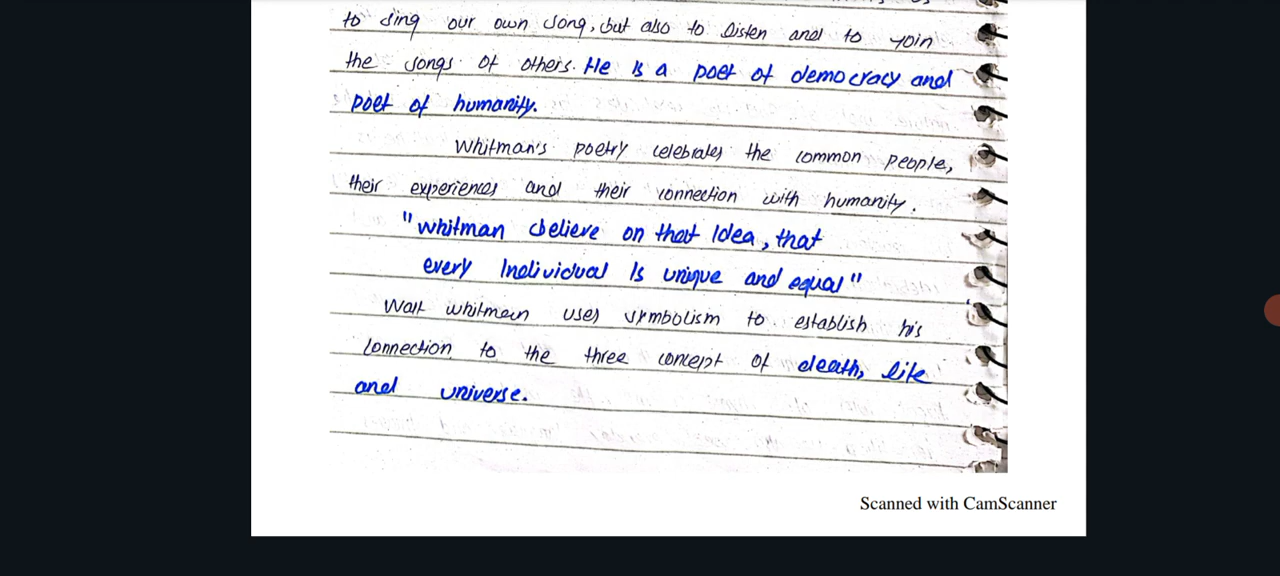 to sing our own song, but also to listen and to join
the songs of others. He is a poet of democracy and
poet of humanity.
Whitman's poetry celebrates the common people,
their experiences and their connection with humanity.
"whitman believe on that Idea, that
every Individual Is unique and equal"
Walt whitman uses symbolism to establish his
connection to the three concept of death, life
and universe.
Scanned with CamScanner